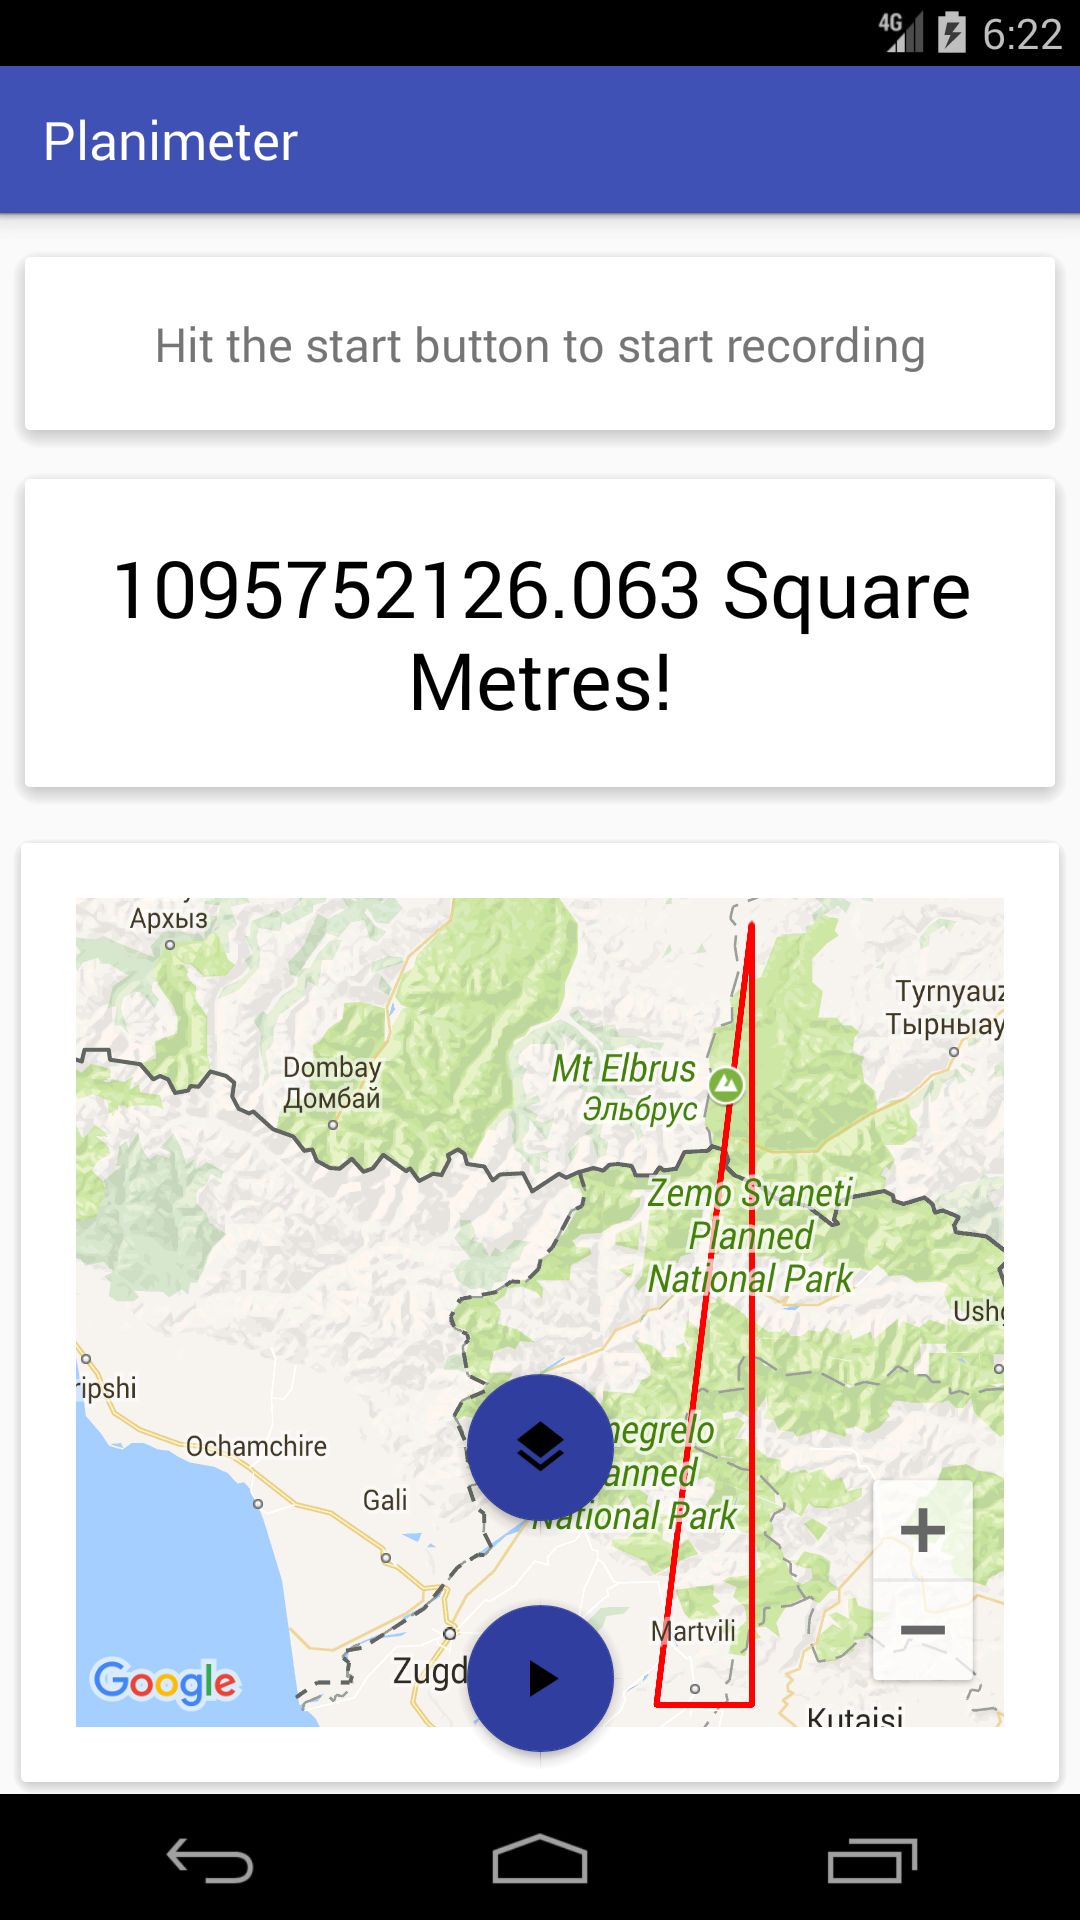 4G 6:22
Planimeter
Hit the start button to start recording
1095752126.063 Square
Metres!
Архыз
Tyrnyauz
Тырныау
Dombay
Домбай
Mt Elbrus
Эльбрус
Zemo Svaneti
Planned
National Park
Ushg
ripshi
negrelo
Ochamchire
anned
Gali
National Park
Martvili
Zugd
Google
Kutaisi